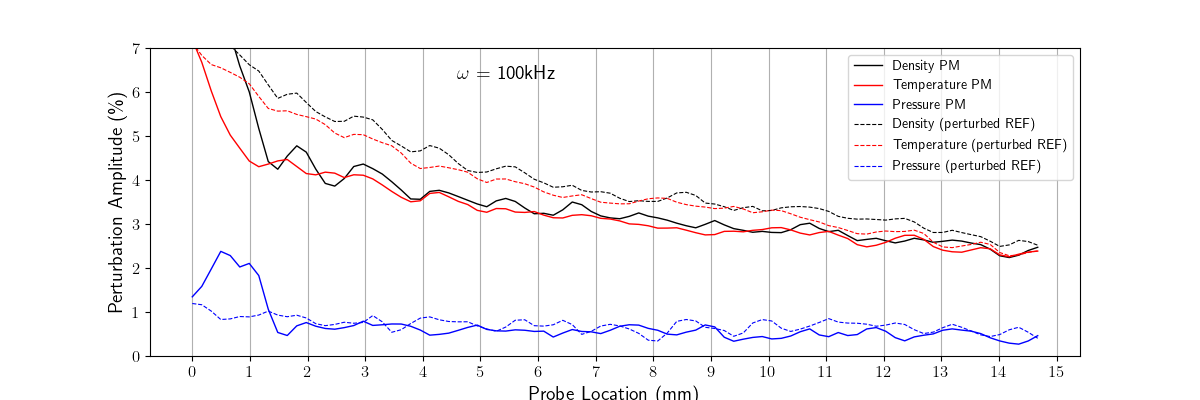 ω = 100kHz
Density PM
Temperature PM
Pressure PM
Density (perturbed REF)
Temperature (perturbed REF)
Pressure (perturbed REF)
Perturbation Amplitude (%)
7
6
5
4
3
2
1
0
0 1 2 3 4 5 6 7 8 9 10 11 12 13 14 15
Probe Location (mm)